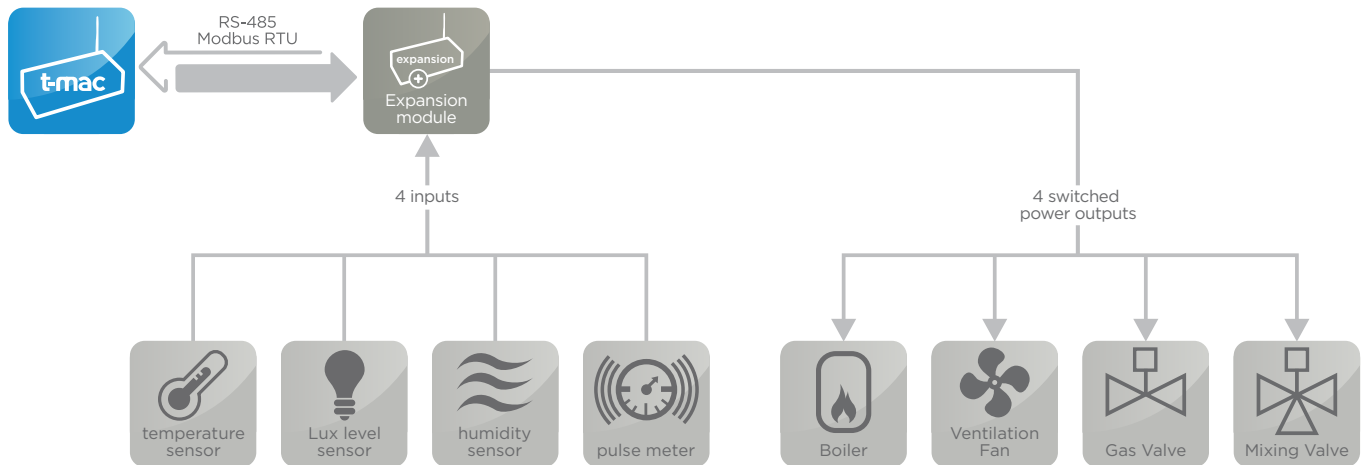 RS-485
Modbus RTU
t-mac
expansion
Expansion
module
4 inputs
4 switched
power outputs
temperature
sensor
Lux level
sensor
humidity
sensor
pulse meter
Boiler
Ventilation
Fan
Gas Valve
Mixing Valve